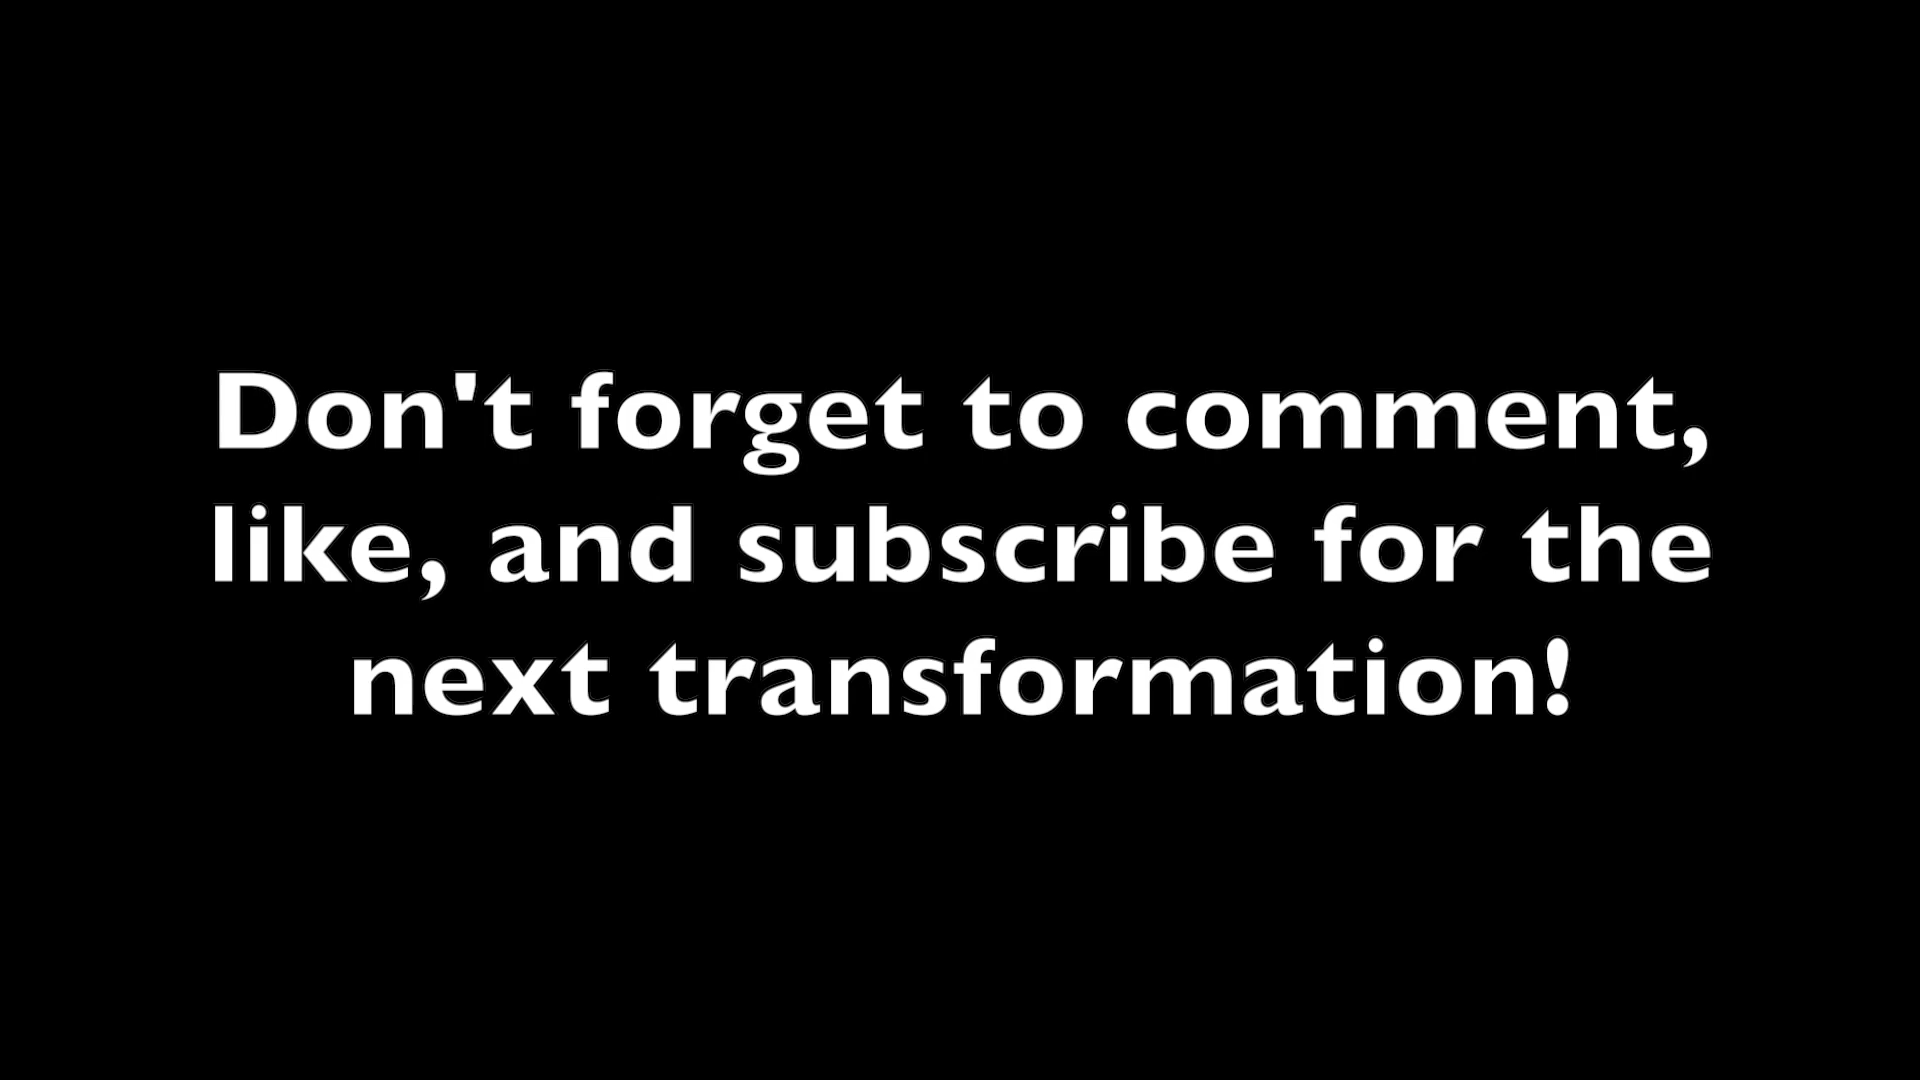 Don't forget to comment,
like, and subscribe for the
next transformation!